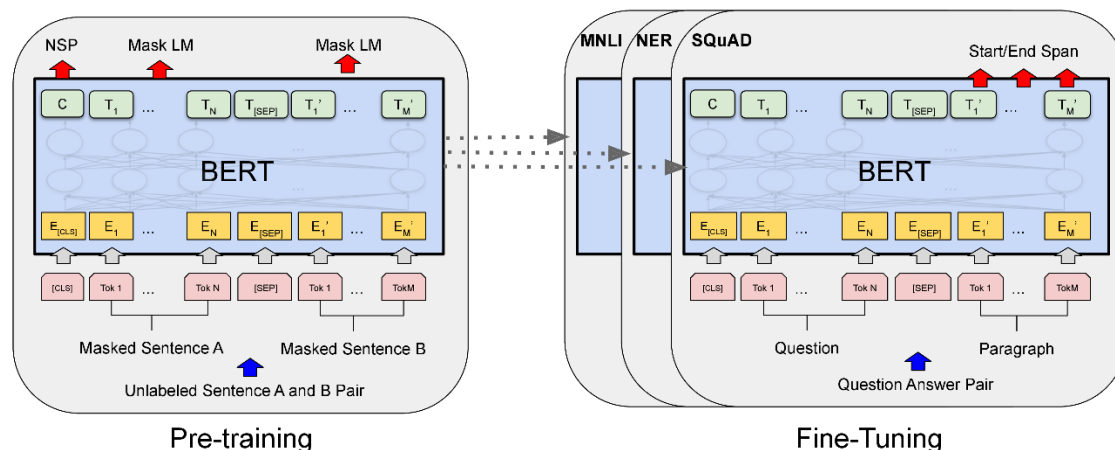 NSP Mask LM Mask LM
C T1 ... TN T[SEP] T1' ... TM'
...
BERT
...
E[CLS] E1 ... EN E[SEP] E1' ... EM'
[CLS] Tok 1 ... Tok N [SEP] Tok 1 ... TokM
Masked Sentence A Masked Sentence B
Unlabeled Sentence A and B Pair
Pre-training
MNLI NER SQuAD
Start/End Span
C T1 ... TN T[SEP] T1' ... TM'
...
BERT
...
E[CLS] E1 ... EN E[SEP] E1' ... EM'
[CLS] Tok 1 ... Tok N [SEP] Tok 1 ... TokM
Question Paragraph
Question Answer Pair
Fine-Tuning